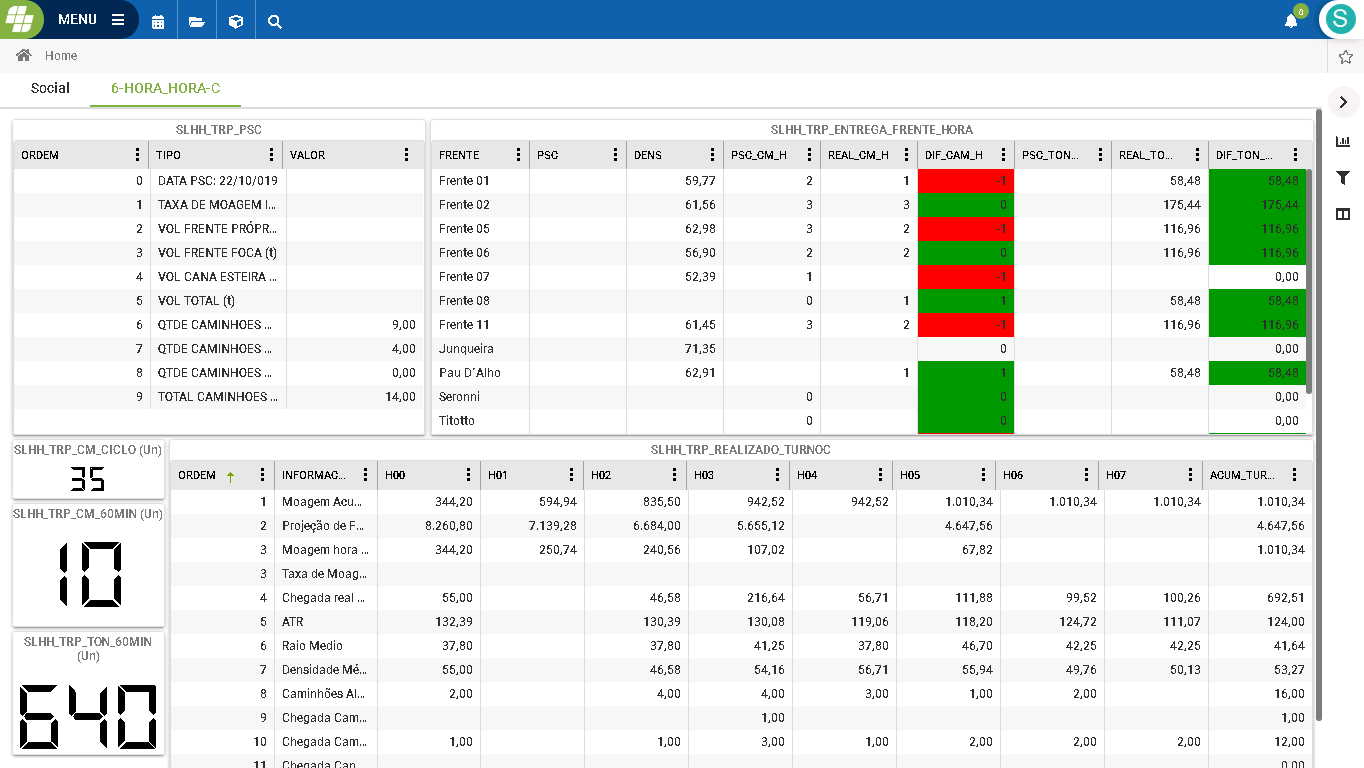 MENU
0
S
Home
Social 6-HORA_HORA-C
SLHH_TRP_PSC
ORDEM TIPO VALOR
0 DATA PSC: 22/10/019
1 TAXA DE MOAGEM I...
2 VOL FRENTE PRÓPR...
3 VOL FRENTE FOCA (t)
4 VOL CANA ESTEIRA ...
5 VOL TOTAL (t)
6 QTDE CAMINHOES ... 9,00
7 QTDE CAMINHOES ... 4,00
8 QTDE CAMINHOES ... 0,00
9 TOTAL CAMINHOES ... 14,00
SLHH_TRP_ENTREGA_FRENTE_HORA
FRENTE PSC DENS PSC_CM_H REAL_CM_H DIF_CAM_H PSC_TON... REAL_TO... DIF_TON_...
Frente 01 59,77 2 1 -1 58,48 58,48
Frente 02 61,56 3 3 0 175,44 175,44
Frente 05 62,98 3 2 -1 116,96 116,96
Frente 06 56,90 2 2 0 116,96 116,96
Frente 07 52,39 1 -1 0,00
Frente 08 0 1 1 58,48 58,48
Frente 11 61,45 3 2 -1 116,96 116,96
Junqueira 71,35 0 0,00
Pau D´Alho 62,91 1 1 58,48 58,48
Seronni 0 0 0,00
Titotto 0 0 0,00
SLHH_TRP_CM_CICLO (Un)
35
SLHH_TRP_CM_60MIN (Un)
10
SLHH_TRP_TON_60MIN
(Un)
640
SLHH_TRP_REALIZADO_TURNOC
ORDEM INFORMAC... H00 H01 H02 H03 H04 H05 H06 H07 ACUM_TUR...
1 Moagem Acu... 344,20 594,94 835,50 942,52 942,52 1.010,34 1.010,34 1.010,34 1.010,34
2 Projeção de F... 8.260,80 7.139,28 6.684,00 5.655,12 4.647,56 4.647,56
3 Moagem hora ... 344,20 250,74 240,56 107,02 67,82 1.010,34
3 Taxa de Moag...
4 Chegada real ... 55,00 46,58 216,64 56,71 111,88 99,52 100,26 692,51
5 ATR 132,39 130,39 130,08 119,06 118,20 124,72 111,07 124,00
6 Raio Medio 37,80 37,80 41,25 37,80 46,70 42,25 42,25 41,64
7 Densidade Mé... 55,00 46,58 54,16 56,71 55,94 49,76 50,13 53,27
8 Caminhões Al... 2,00 4,00 4,00 3,00 1,00 2,00 16,00
9 Chegada Cam... 1,00 1,00
10 Chegada Cam... 1,00 1,00 3,00 1,00 2,00 2,00 2,00 12,00
11 Chegada Can... 0,00